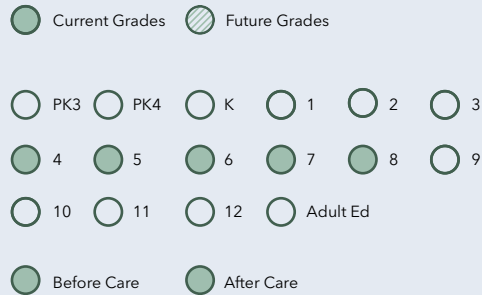 Current Grades Future Grades
PK3 PK4 K 1 2 3
4 5 6 7 8 9
10 11 12 Adult Ed
Before Care After Care